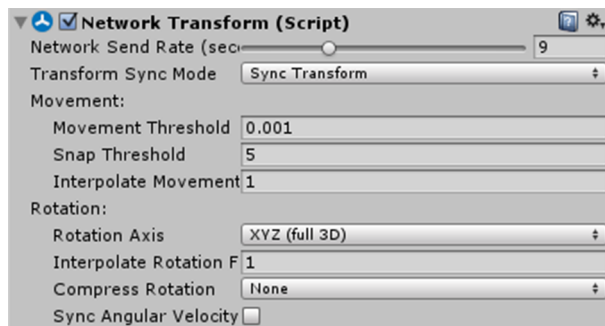 Network Transform (Script)
Network Send Rate (sec 9
Transform Sync Mode Sync Transform
Movement:
Movement Threshold 0.001
Snap Threshold 5
Interpolate Movement 1
Rotation:
Rotation Axis XYZ (full 3D)
Interpolate Rotation F 1
Compress Rotation None
Sync Angular Velocity